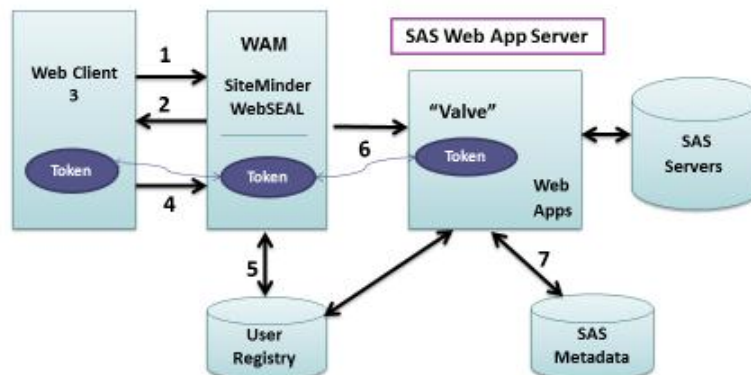 SAS Web App Server
Web Client
3
Token
1
2
4
WAM
SiteMinder
WebSEAL
Token
5
6
"Valve"
Token
Web
Apps
SAS
Servers
7
User
Registry
SAS
Metadata